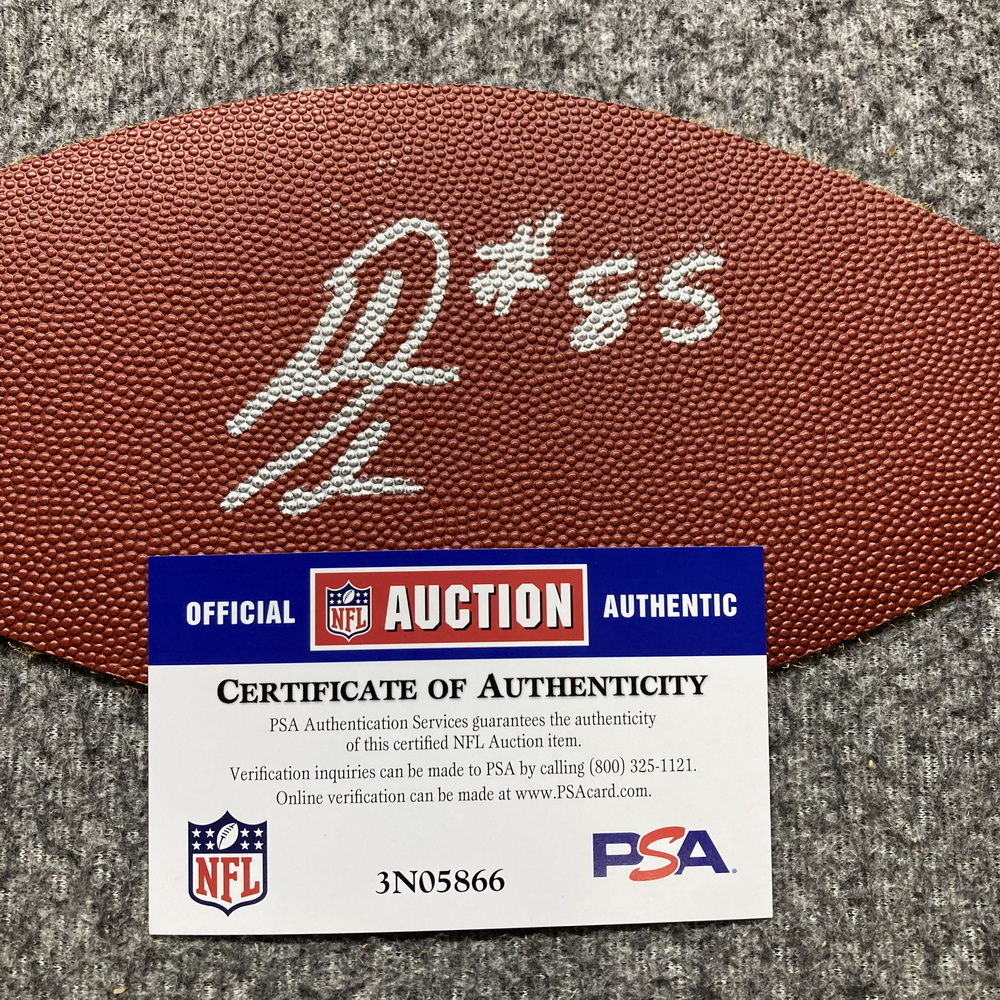 #85
OFFICIAL NFL AUCTION AUTHENTIC
CERTIFICATE OF AUTHENTICITY
PSA Authentication Services guarantees the authenticity
of this certified NFL Auction item.
Verification inquiries can be made to PSA by calling (800) 325-1121.
Online verification can be made at www.PSAcard.com.
NFL
3N05866
PSA